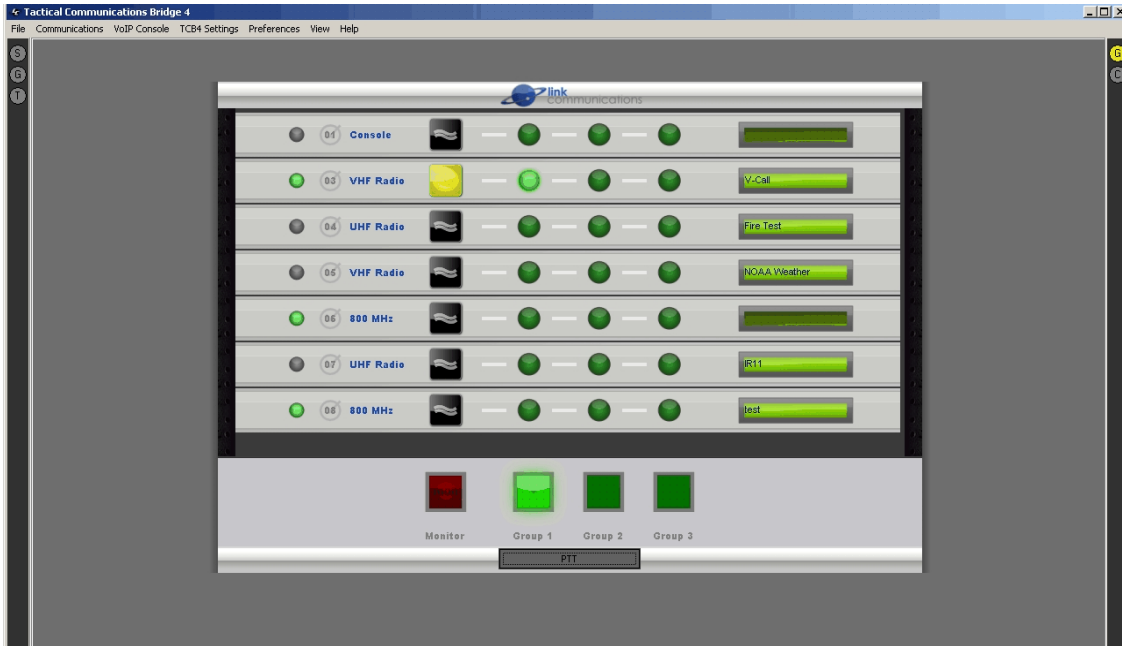 Tactical Communications Bridge 4
File Communications VoIP Console TCB4 Settings Preferences View Help
S
G
T
G
C
link
communications
01 Console
03 VHF Radio V-Call
04 UHF Radio Fire Test
05 VHF Radio NOAA Weather
06 800 MHz
07 UHF Radio IR11
08 800 MHz test
Monitor Group 1 Group 2 Group 3
PTT